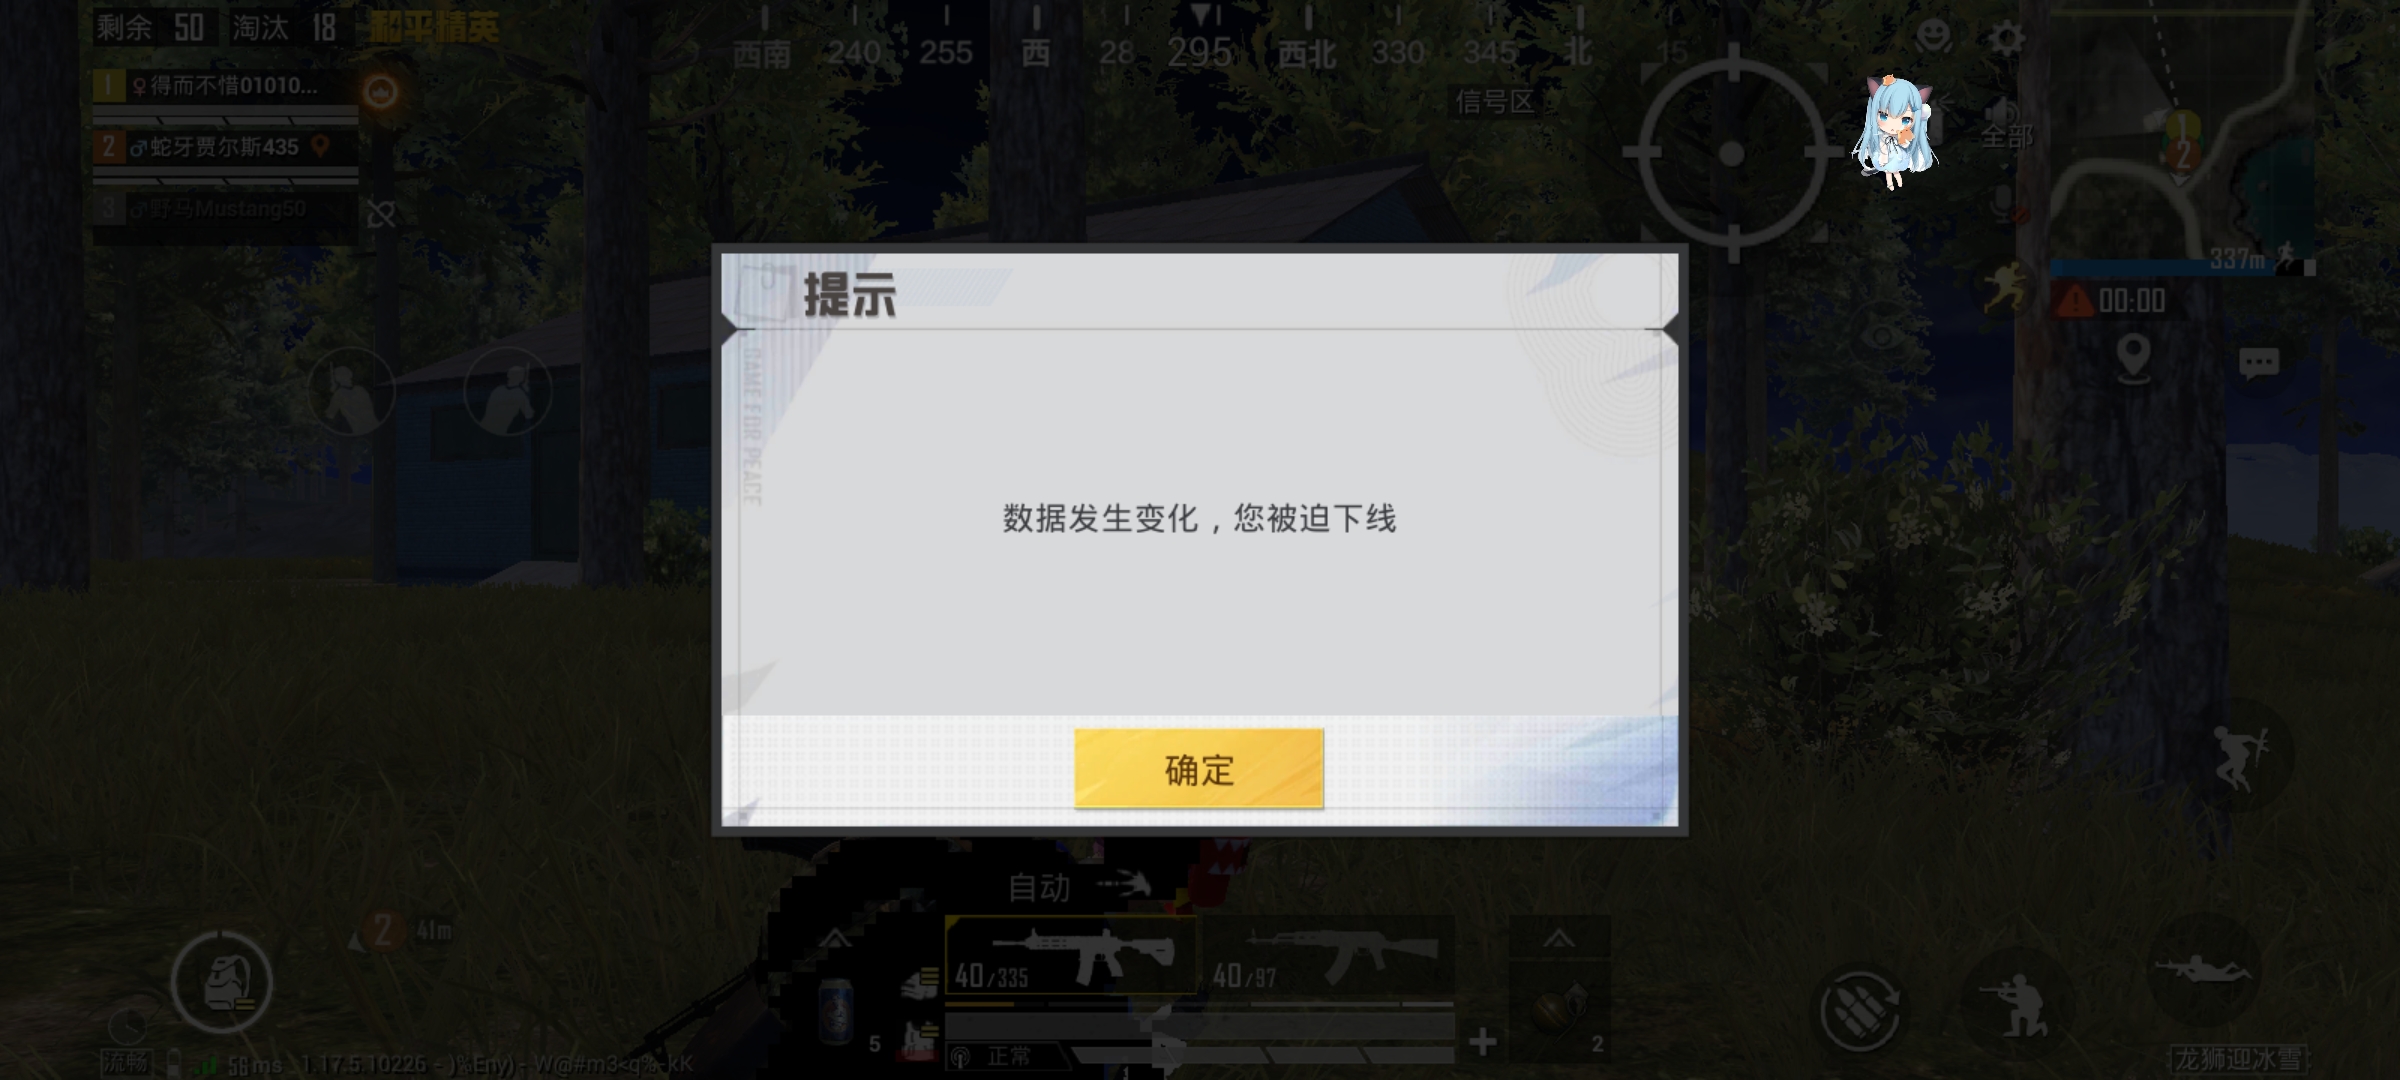 剩余 50 淘汰 18 和平精英
西南 240 255 西 28 295 西北 330 345 北 15
1 ♀得而不惜01010...
信号区
2 ♂蛇牙贾尔斯435
全部
1
2
3 ♂野马Mustang50
337m
00:00
提示
GAME FOR PEACE
数据发生变化，您被迫下线
确定
自动
2 41m
40/335
40/97
5
2
正常
流畅 56ms 1.17.5.10226 - )%Eny) - W@#m3<q%-kK
龙狮迎冰雪